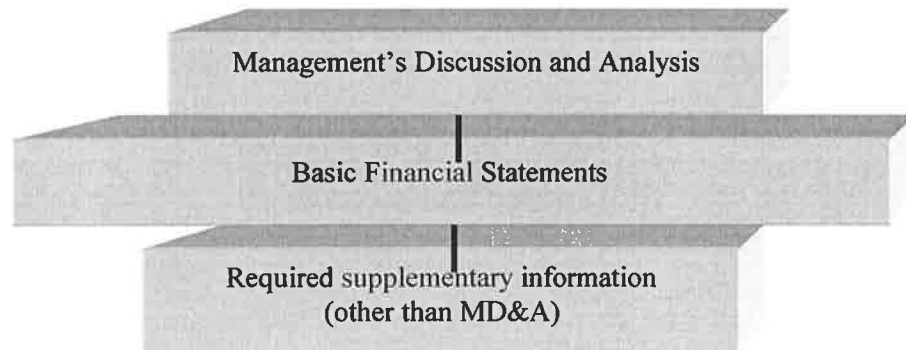 Management’s Discussion and Analysis
Basic Financial Statements
Required supplementary information
(other than MD&A)